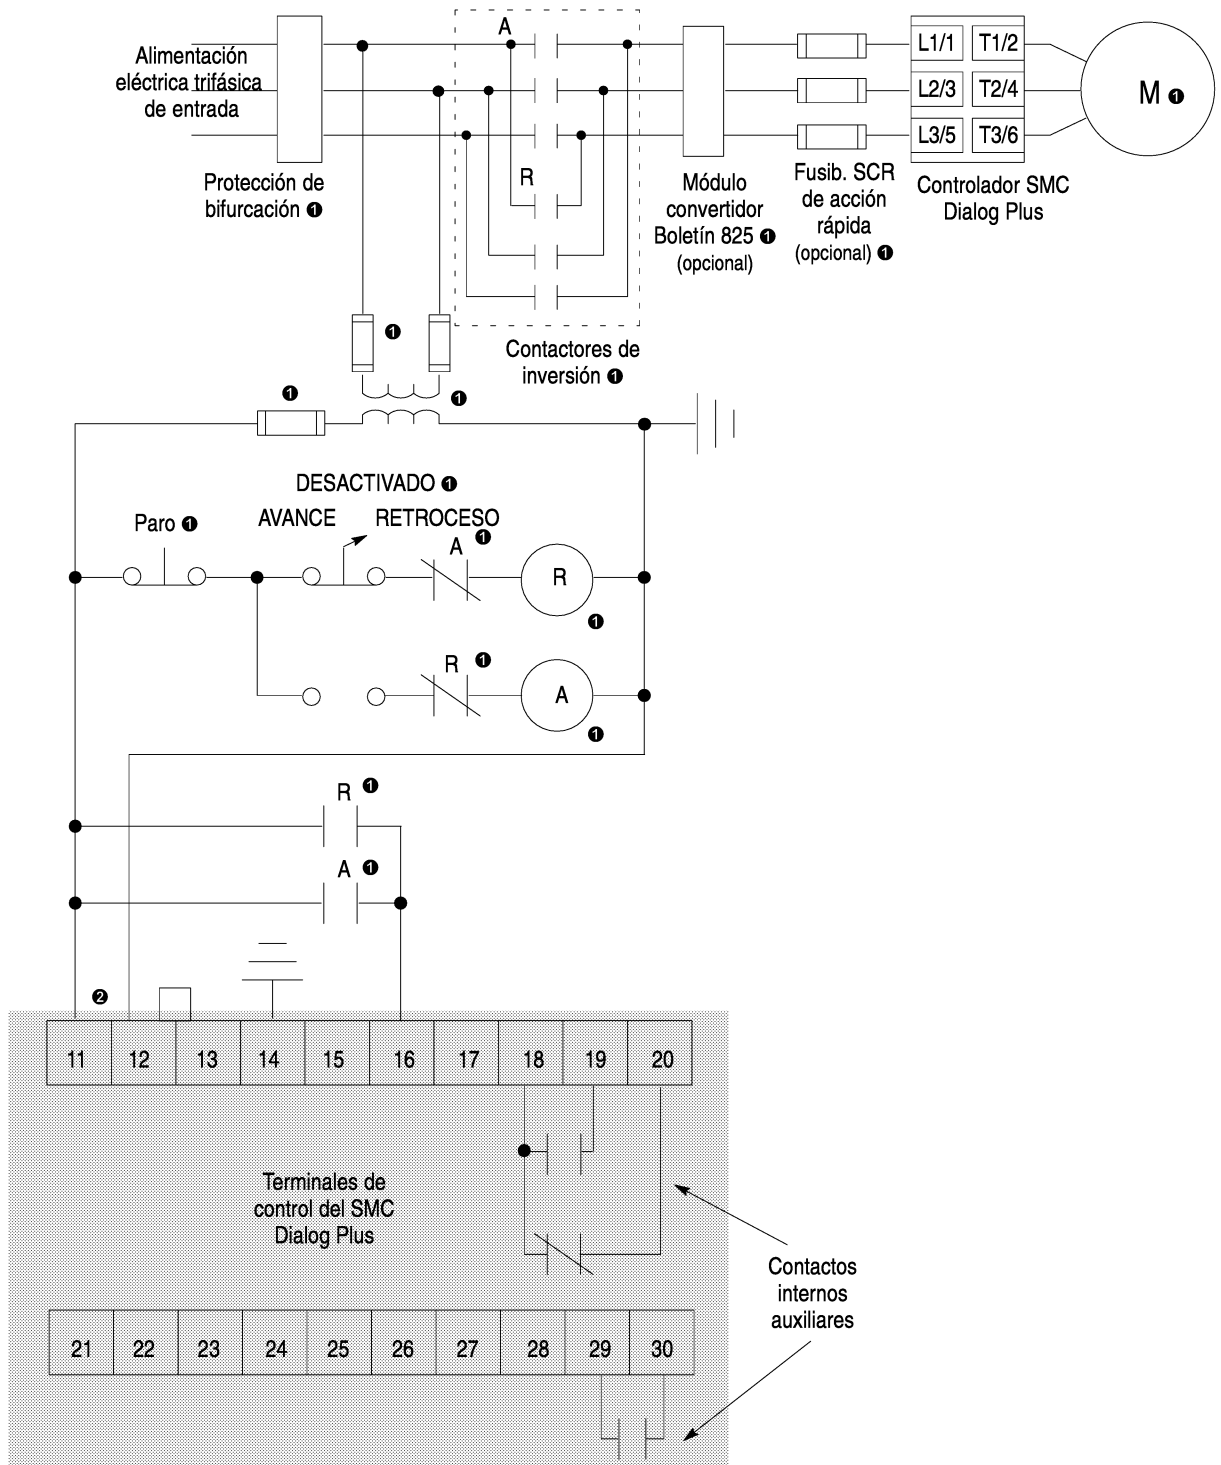 A
Alimentación
eléctrica trifásica
de entrada
L1/1 T1/2
L2/3 T2/4
L3/5 T3/6
M ❶
R
Protección de
bifurcación ❶
Módulo
convertidor
Boletín 825 ❶
(opcional)
Fusib. SCR
de acción
rápida
(opcional) ❶
Controlador SMC
Dialog Plus
❶
Contactores de
inversión ❶
❶
❶
DESACTIVADO ❶
Paro ❶
AVANCE RETROCESO
A ❶
R
❶
R ❶
A
❶
R ❶
A ❶
❷
11 12 13 14 15 16 17 18 19 20
Terminales de
control del SMC
Dialog Plus
Contactos
internos
auxiliares
21 22 23 24 25 26 27 28 29 30